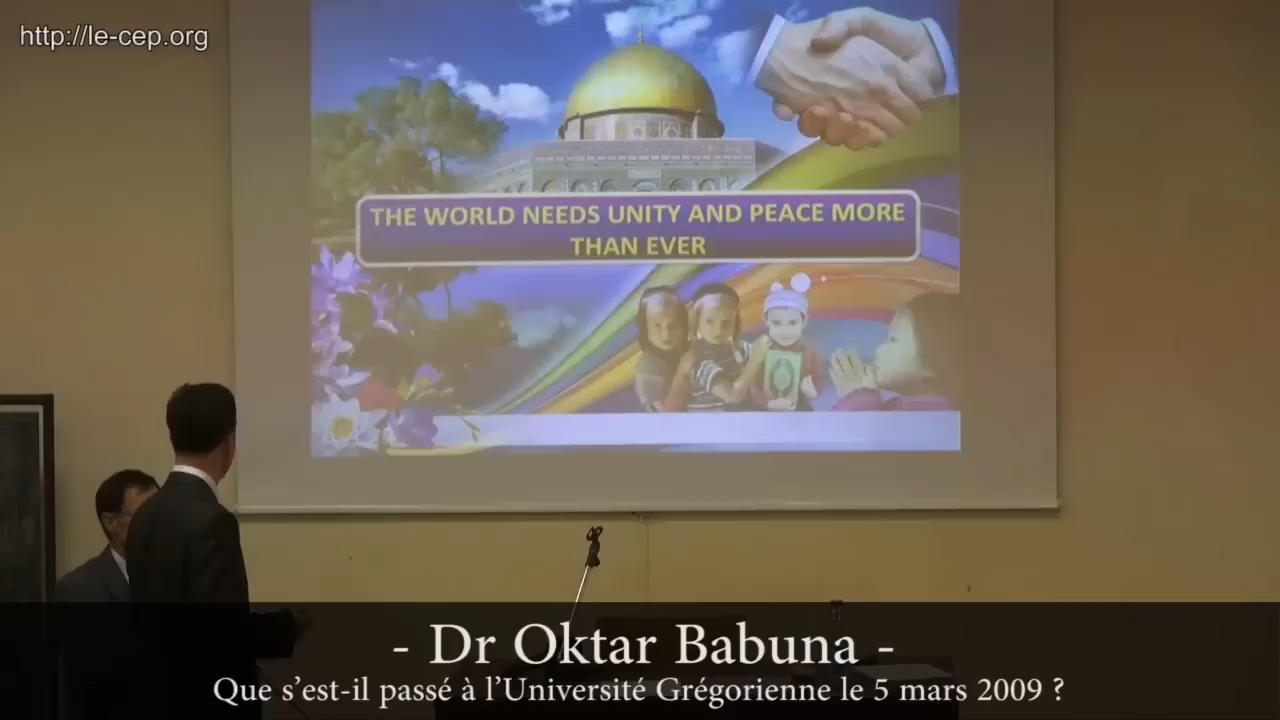 http://le-cep.org
THE WORLD NEEDS UNITY AND PEACE MORE
THAN EVER
- Dr Oktar Babuna -
Que s'est-il passé à l'Université Grégorienne le 5 mars 2009 ?